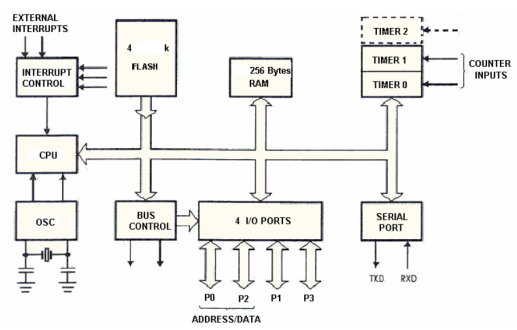 EXTERNAL
INTERRUPTS
INTERRUPT
CONTROL
4 k
FLASH
256 Bytes
RAM
TIMER 2
TIMER 1
TIMER 0
COUNTER
INPUTS
CPU
OSC
BUS
CONTROL
4 I/O PORTS
SERIAL
PORT
TXD RXD
P0 P2 P1 P3
ADDRESS/DATA